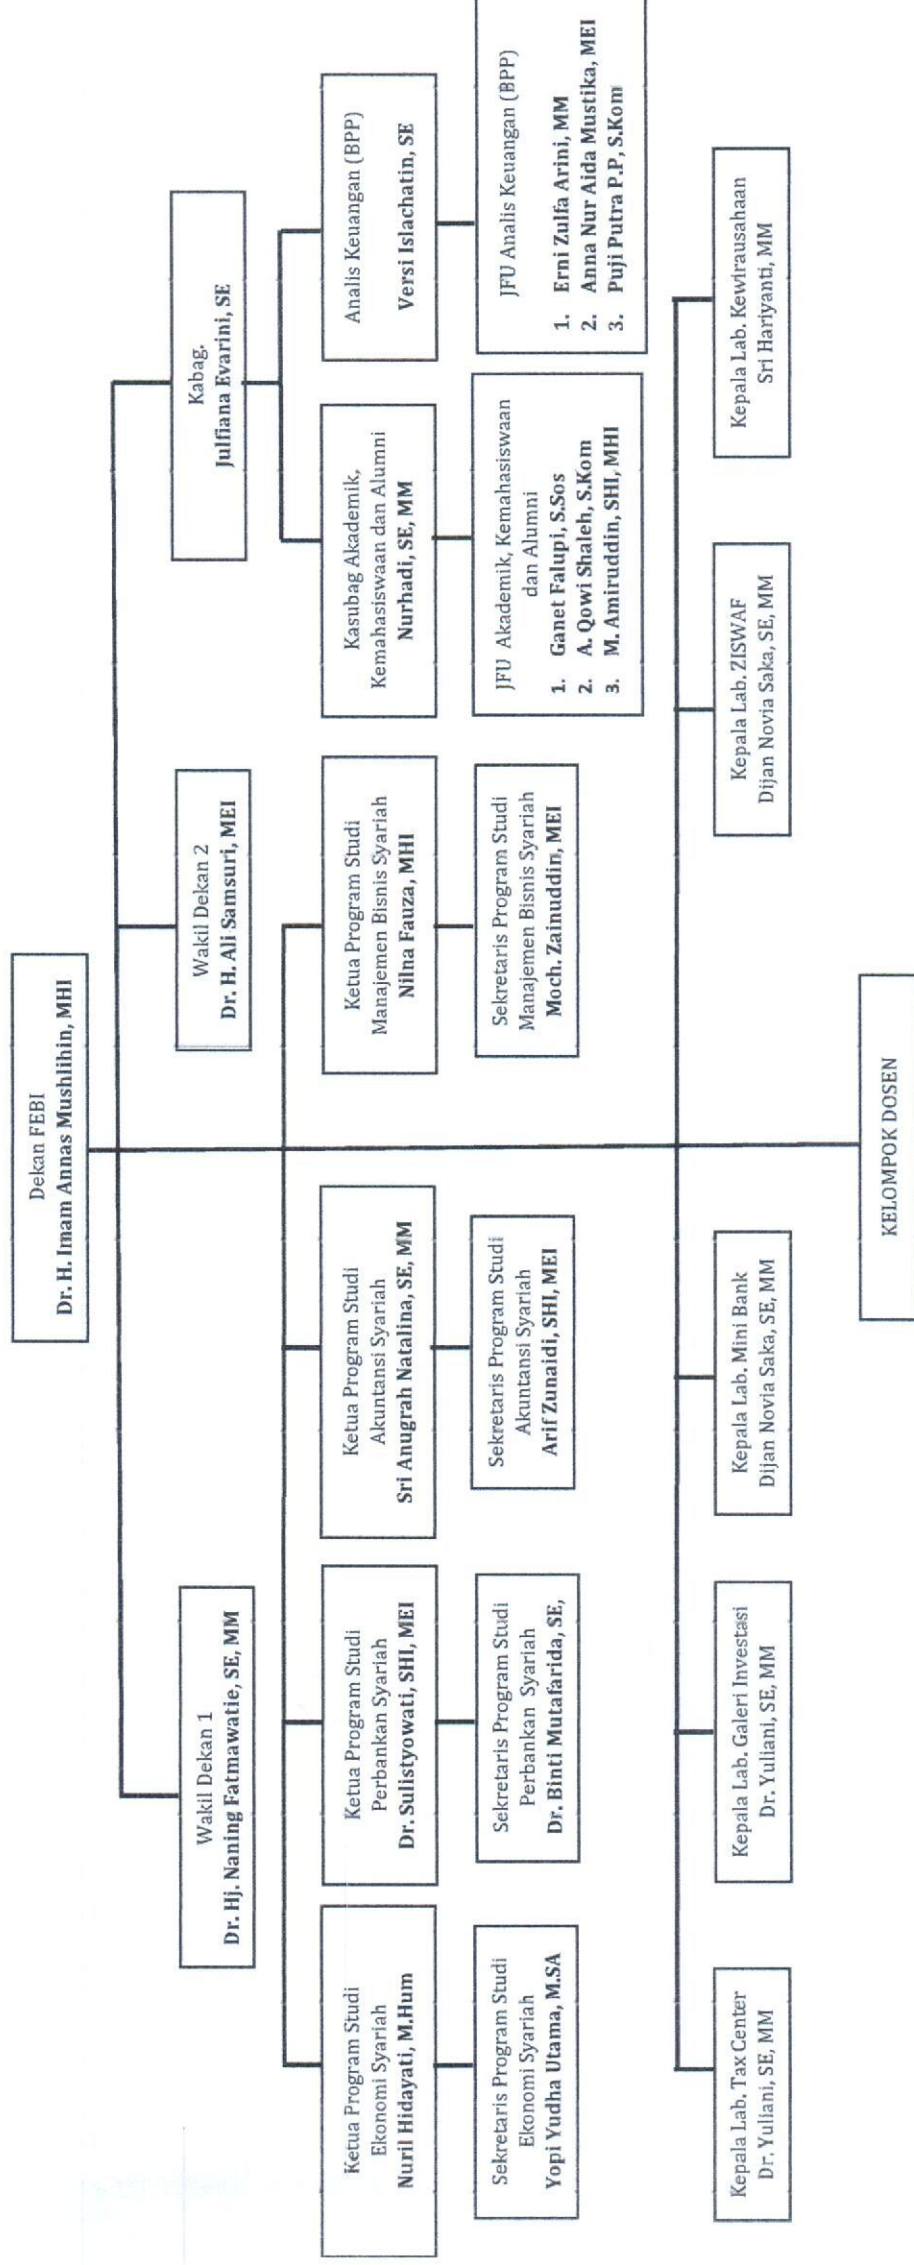 Dekan FEBI
Dr. H. Imam Annas Mushlihin, MHI
Wakil Dekan 1
Dr. Hj. Naning Fatmawatie, SE, MM
Wakil Dekan 2
Dr. H. Ali Samsuri, MEI
Kabag.
Julfiana Evarini, SE
Ketua Program Studi
Ekonomi Syariah
Nuril Hidayati, M.Hum
Ketua Program Studi
Perbankan Syariah
Dr. Sulistyowati, SHI, MEI
Ketua Program Studi
Akuntansi Syariah
Sri Anugrah Natalina, SE, MM
Ketua Program Studi
Manajemen Bisnis Syariah
Nilna Fauza, MHI
Kasubag Akademik,
Kemahasiswaan dan Alumni
Nurhadi, SE, MM
Analis Keuangan (BPP)
Versi Islachatin, SE
Sekretaris Program Studi
Ekonomi Syariah
Yopi Yudha Utama, M.SA
Sekretaris Program Studi
Perbankan Syariah
Dr. Binti Mutafarida, SE,
Sekretaris Program Studi
Akuntansi Syariah
Arif Zunaidi, SHI, MEI
Sekretaris Program Studi
Manajemen Bisnis Syariah
Moch. Zainuddin, MEI
JFU Akademik, Kemahasiswaan
dan Alumni
1. Ganet Falupi, S.Sos
2. A. Qowi Shaleh, S.Kom
3. M. Amiruddin, SHI, MHI
JFU Analis Keuangan (BPP)
1. Erni Zulfa Arini, MM
2. Anna Nur Aida Mustika, MEI
3. Puji Putra P.P, S.Kom
Kepala Lab. Tax Center
Dr. Yuliani, SE, MM
Kepala Lab. Galeri Investasi
Dr. Yuliani, SE, MM
Kepala Lab. Mini Bank
Dijan Novia Saka, SE, MM
Kepala Lab. ZISWAF
Dijan Novia Saka, SE, MM
Kepala Lab. Kewirausahaan
Sri Hariyanti, MM
KELOMPOK DOSEN